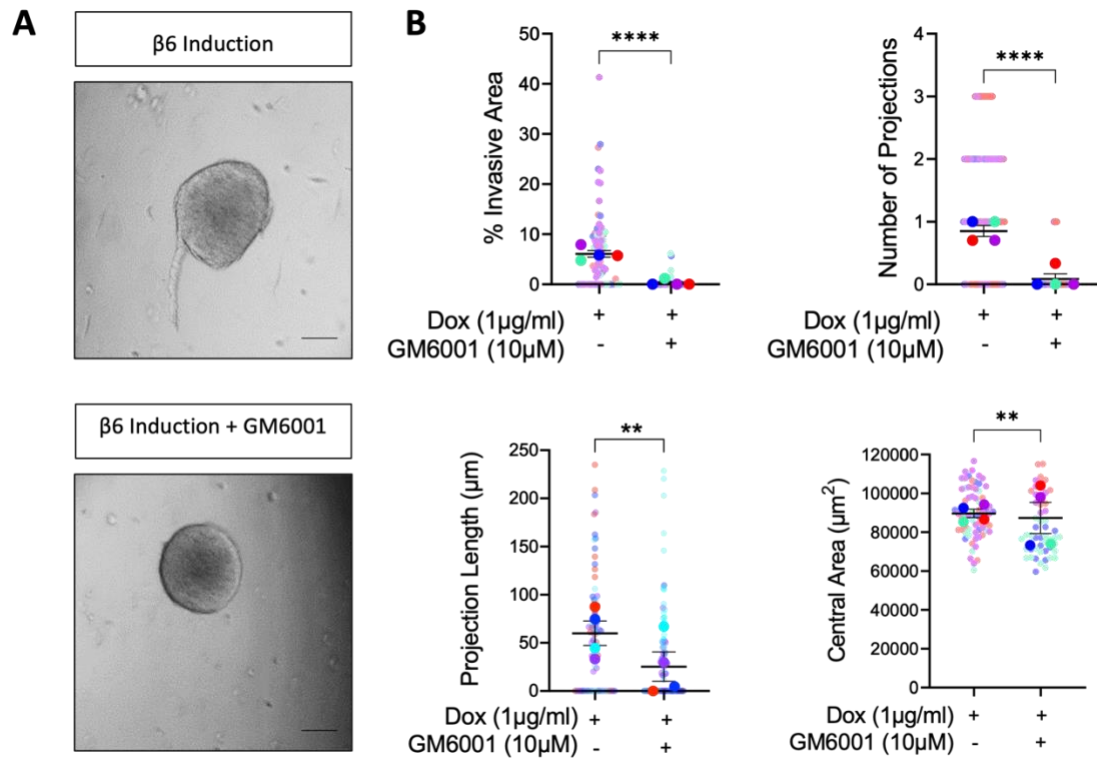 A
β6 Induction
β6 Induction + GM6001
B
50
40
30
20
10
0
% Invasive Area
****
Dox (1µg/ml) + +
GM6001 (10µM) - +
4
3
2
1
0
Number of Projections
****
Dox (1µg/ml) + +
GM6001 (10µM) - +
250
200
150
100
50
0
Projection Length (µm)
**
Dox (1µg/ml) + +
GM6001 (10µM) - +
120000
100000
80000
60000
40000
20000
0
Central Area (µm²)
**
Dox (1µg/ml) + +
GM6001 (10µM) - +